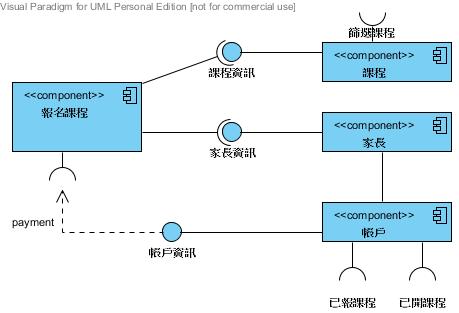 Visual Paradigm for UML Personal Edition [not for commercial use]
篩選課程
<<component>>
課程
課程資訊
<<component>>
報名課程
<<component>>
家長
家長資訊
payment
<<component>>
帳戶
帳戶資訊
已報課程
已開課程